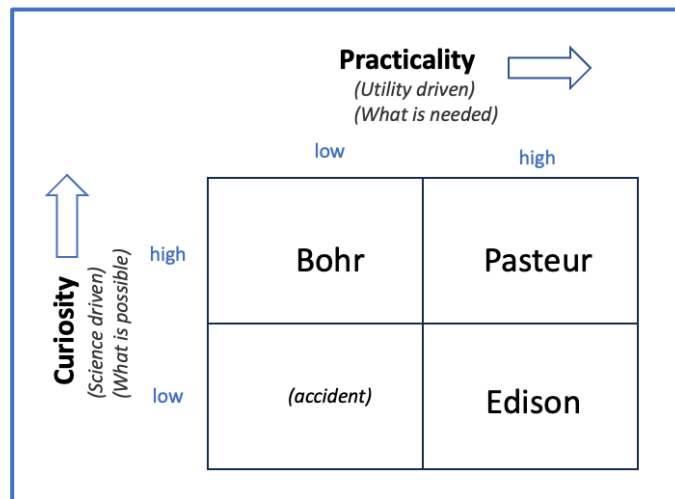 Practicality
(Utility driven)
(What is needed)
low
high
Curiosity
(Science driven)
(What is possible)
high
Bohr
Pasteur
low
(accident)
Edison